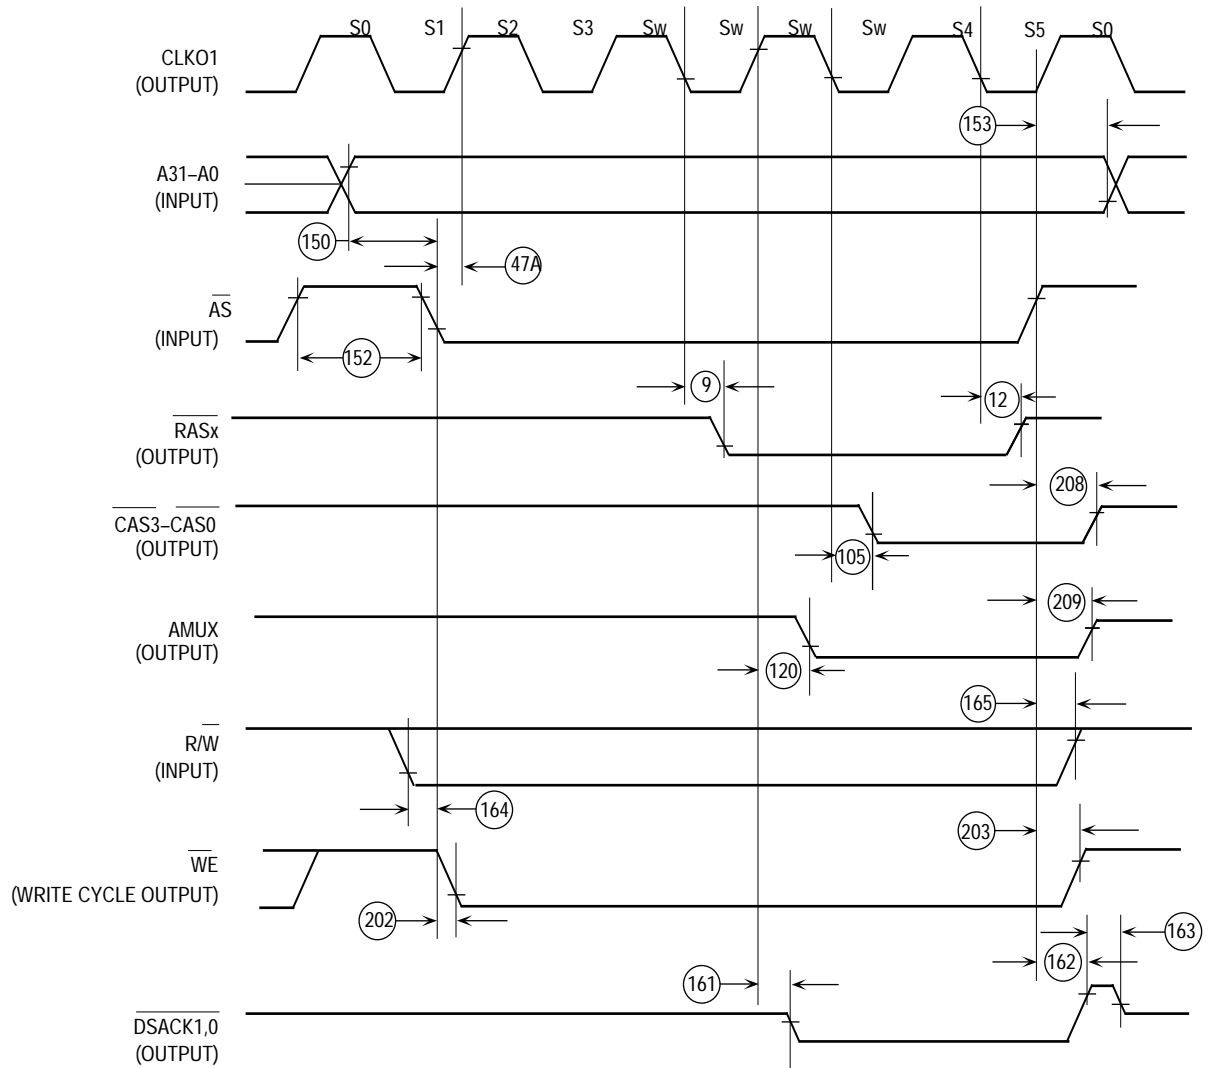 S0 S1 S2 S3 Sw Sw Sw Sw S4 S5 S0
CLKO1
(OUTPUT)
153
A31–A0
(INPUT)
150
47A
AS
(INPUT)
152
9
12
RASx
(OUTPUT)
208
CAS3–CAS0
(OUTPUT)
105
209
AMUX
(OUTPUT)
120
165
R/W
(INPUT)
164
203
WE
(WRITE CYCLE OUTPUT)
202
163
162
161
DSACK1,0
(OUTPUT)